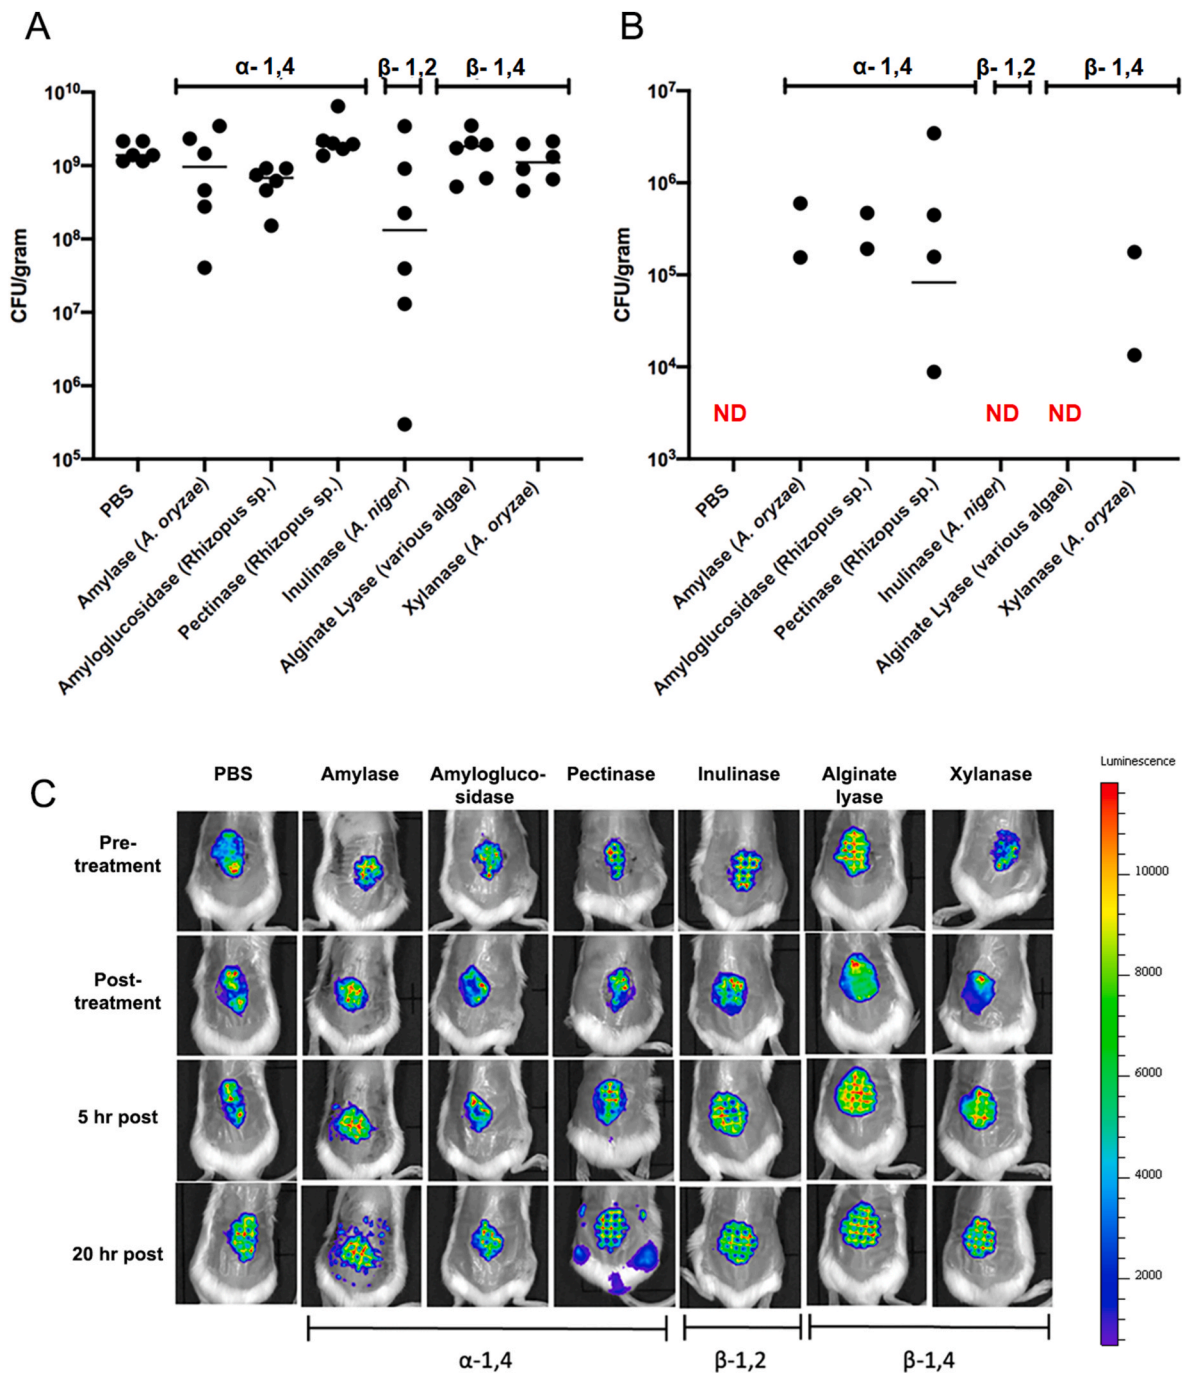 A
α- 1,4
β- 1,2
β- 1,4
10¹⁰
10⁹
10⁸
10⁷
10⁶
10⁵
CFU/gram
PBS
Amylase (A. oryzae)
Amyloglucosidase (Rhizopus sp.)
Pectinase (Rhizopus sp.)
Inulinase (A. niger)
Alginate Lyase (various algae)
Xylanase (A. oryzae)
B
α- 1,4
β- 1,2
β- 1,4
10⁷
10⁶
10⁵
10⁴
10³
CFU/gram
ND
ND
ND
PBS
Amylase (A. oryzae)
Amyloglucosidase (Rhizopus sp.)
Pectinase (Rhizopus sp.)
Inulinase (A. niger)
Alginate Lyase (various algae)
Xylanase (A. oryzae)
C
PBS
Amylase
Amylogluco-
sidase
Pectinase
Inulinase
Alginate
lyase
Xylanase
Pre-
treatment
Post-
treatment
5 hr post
20 hr post
α-1,4
β-1,2
β-1,4
Luminescence
10000
8000
6000
4000
2000